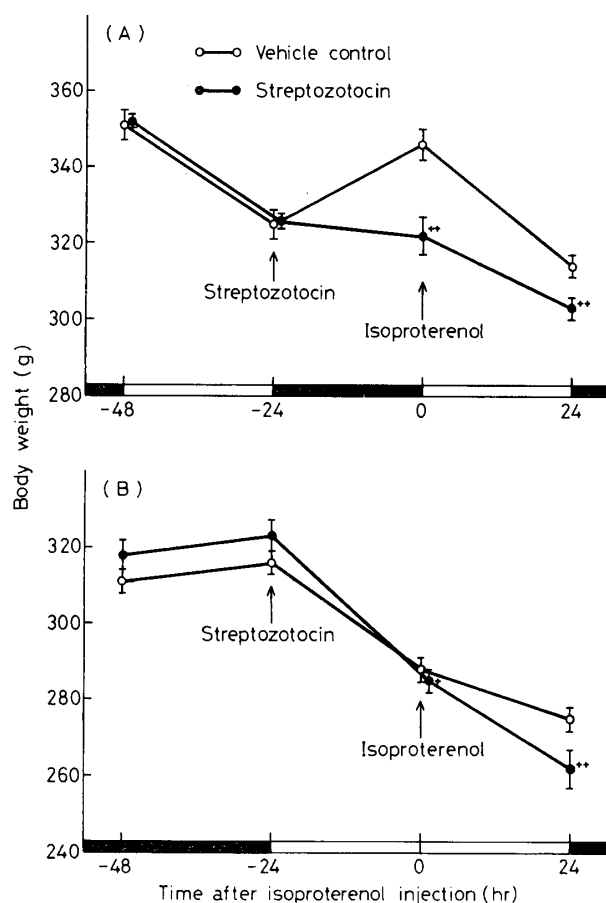 (A)
Vehicle control
Streptozotocin
360
340
320
300
280
++
++
Streptozotocin
Isoproterenol
-48
-24
0
24
Body weight (g)
(B)
320
300
280
260
240
Streptozotocin
+
++
Isoproterenol
-48
-24
0
24
Time after isoproterenol injection (hr)